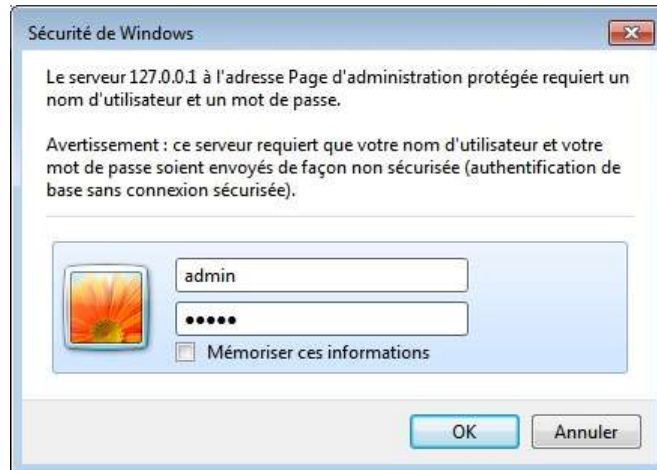 Sécurité de Windows
Le serveur 127.0.0.1 à l'adresse Page d'administration protégée requiert un
nom d'utilisateur et un mot de passe.
Avertissement : ce serveur requiert que votre nom d'utilisateur et votre
mot de passe soient envoyés de façon non sécurisée (authentification de
base sans connexion sécurisée).
admin
●●●●●
Mémoriser ces informations
OK
Annuler